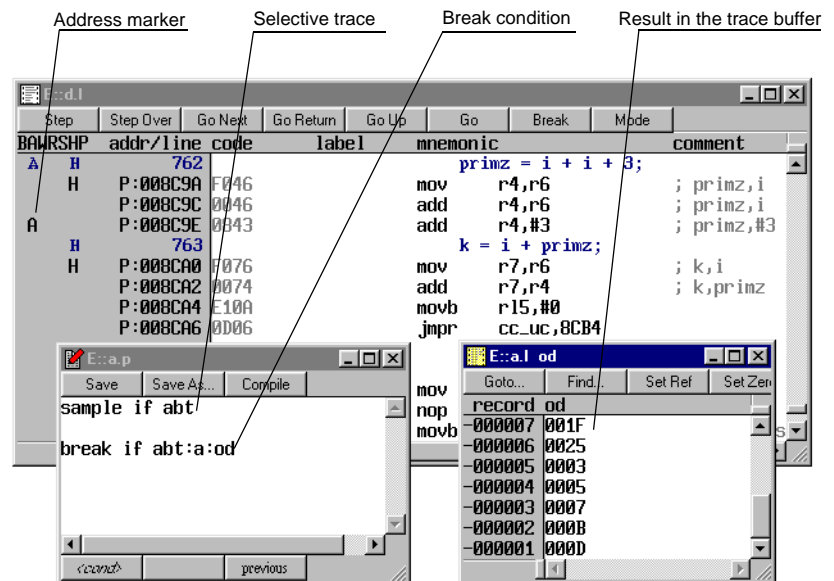 Address marker Selective trace Break condition Result in the trace buffer
E::d.l
Step Step Over Go Next Go Return Go Up Go Break Mode
BAWRSHP addr/line code label mnemonic comment
A H 762 primz = i + i + 3;
H P:008C9A F046 mov r4,r6 ; primz,i
P:008C9C 0046 add r4,r6 ; primz,i
A P:008C9E 0843 add r4,#3 ; primz,#3
H 763 k = i + primz;
H P:008CA0 F076 mov r7,r6 ; k,i
P:008CA2 0074 add r7,r4 ; k,primz
P:008CA4 E10A movb rl5,#0
P:008CA6 0D06 jmpr cc_uc,8CB4
mov
nop
movb
E::a.p
Save Save As... Compile
sample if abt
break if abt:a:od
<cond> previous
E::a.l od
Goto... Find... Set Ref Set Zero
record od
-000007 001F
-000006 0025
-000005 0003
-000004 0005
-000003 0007
-000002 000B
-000001 000D